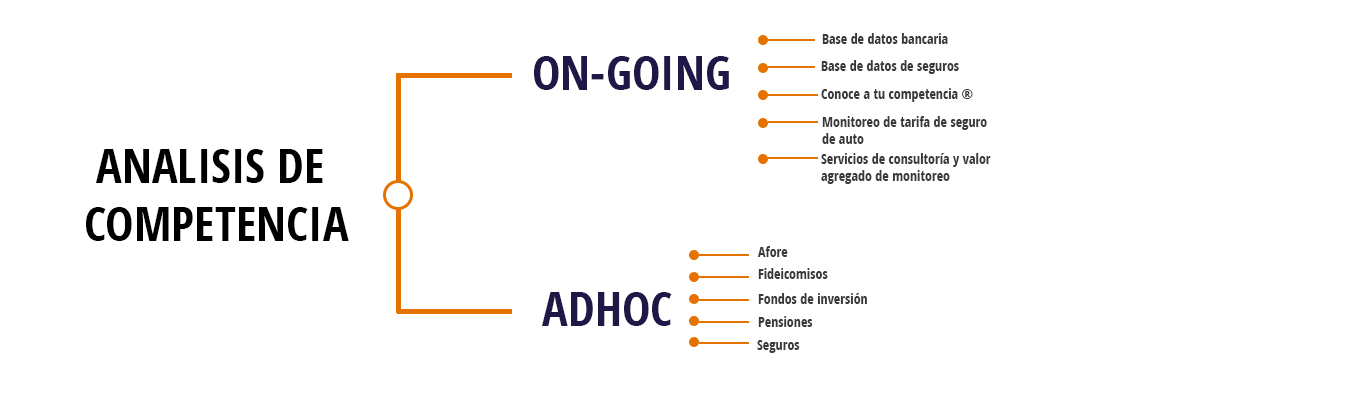 ANALISIS DE
COMPETENCIA
ON-GOING
Base de datos bancaria
Base de datos de seguros
Conoce a tu competencia ®
Monitoreo de tarifa de seguro
de auto
Servicios de consultoría y valor
agregado de monitoreo
ADHOC
Afore
Fideicomisos
Fondos de inversión
Pensiones
Seguros